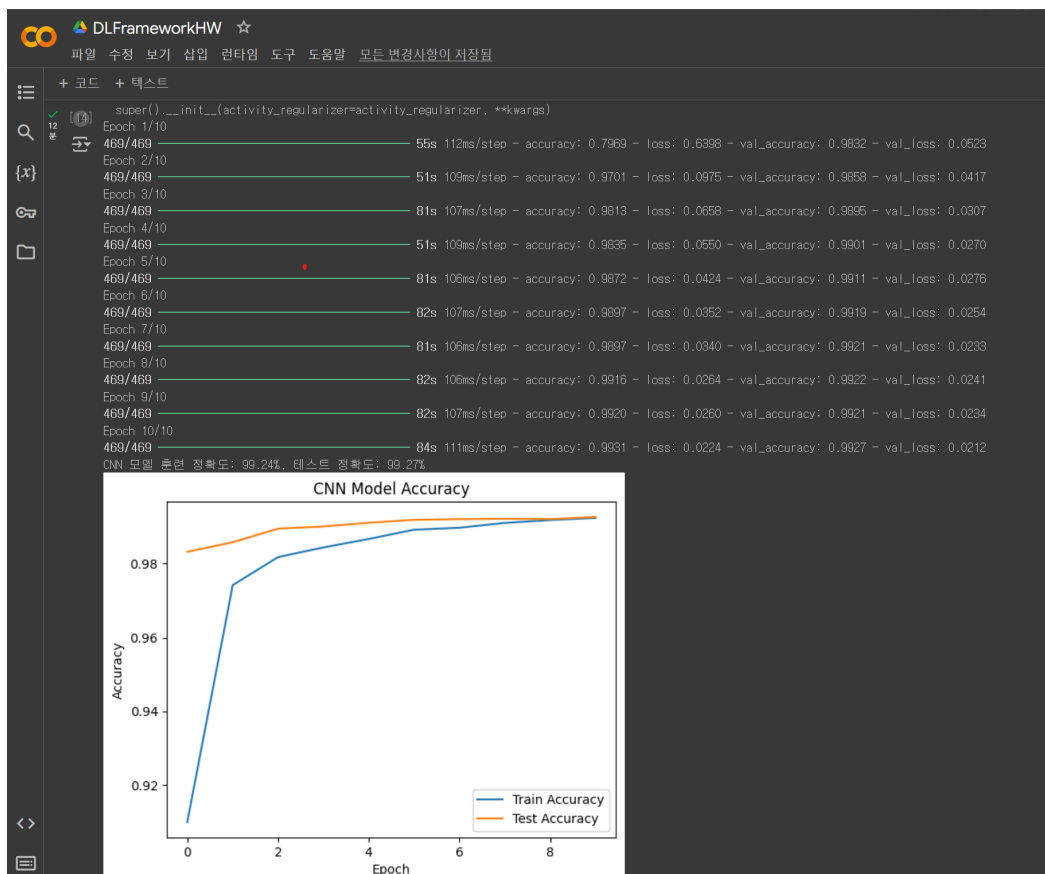 DLFrameworkHW
파일 수정 보기 삽입 런타임 도구 도움말 모든 변경사항이 저장됨
+ 코드 + 텍스트
super().__init__(activity_regularizer=activity_regularizer, **kwargs)
[14]
12
분
Epoch 1/10
469/469 55s 112ms/step - accuracy: 0.7969 - loss: 0.6398 - val_accuracy: 0.9832 - val_loss: 0.0523
Epoch 2/10
469/469 51s 109ms/step - accuracy: 0.9701 - loss: 0.0975 - val_accuracy: 0.9858 - val_loss: 0.0417
Epoch 3/10
469/469 81s 107ms/step - accuracy: 0.9813 - loss: 0.0658 - val_accuracy: 0.9895 - val_loss: 0.0307
Epoch 4/10
469/469 51s 109ms/step - accuracy: 0.9835 - loss: 0.0550 - val_accuracy: 0.9901 - val_loss: 0.0270
Epoch 5/10
469/469 81s 106ms/step - accuracy: 0.9872 - loss: 0.0424 - val_accuracy: 0.9911 - val_loss: 0.0276
Epoch 6/10
469/469 82s 107ms/step - accuracy: 0.9897 - loss: 0.0352 - val_accuracy: 0.9919 - val_loss: 0.0254
Epoch 7/10
469/469 81s 106ms/step - accuracy: 0.9897 - loss: 0.0340 - val_accuracy: 0.9921 - val_loss: 0.0233
Epoch 8/10
469/469 82s 106ms/step - accuracy: 0.9916 - loss: 0.0264 - val_accuracy: 0.9922 - val_loss: 0.0241
Epoch 9/10
469/469 82s 107ms/step - accuracy: 0.9920 - loss: 0.0260 - val_accuracy: 0.9921 - val_loss: 0.0234
Epoch 10/10
469/469 84s 111ms/step - accuracy: 0.9931 - loss: 0.0224 - val_accuracy: 0.9927 - val_loss: 0.0212
CNN 모델 훈련 정확도: 99.24%, 테스트 정확도: 99.27%
CNN Model Accuracy
0.98
0.96
0.94
0.92
Accuracy
Train Accuracy
Test Accuracy
0 2 4 6 8
Epoch
{x}